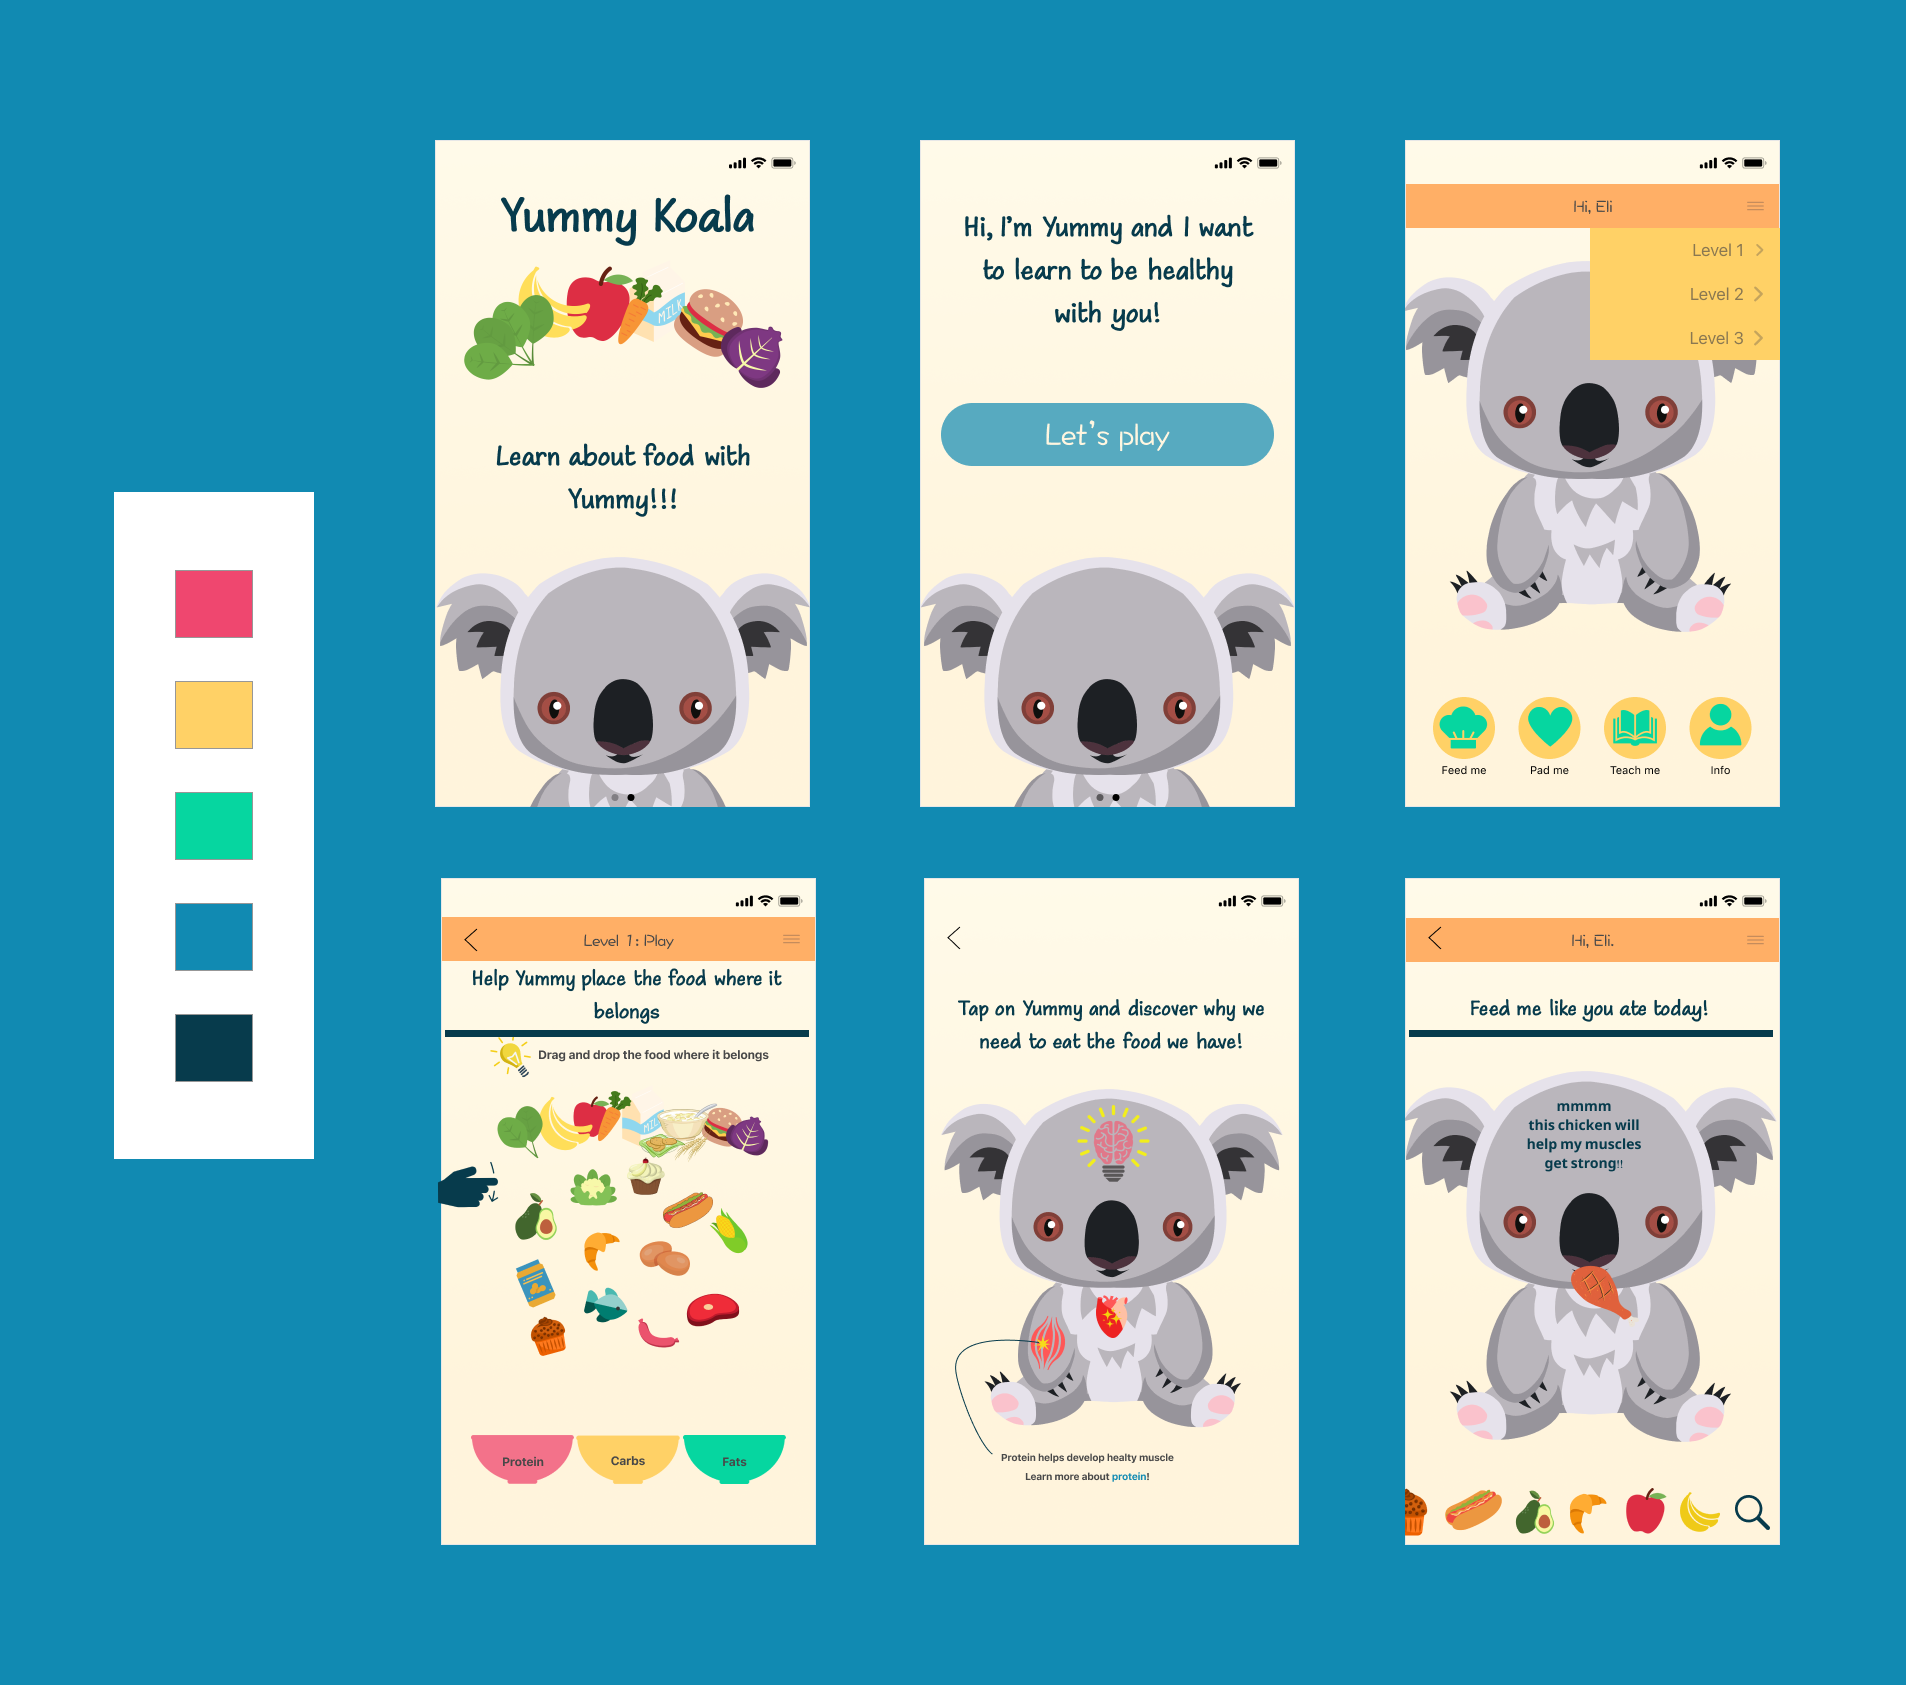 Yummy Koala
MILK
Learn about food with
Yummy!!!
Hi, I'm Yummy and I want
to learn to be healthy
with you!
Let's play
Hi, Eli
Level 1
Level 2
Level 3
Feed me
Pad me
Teach me
Info
Level 1: Play
Help Yummy place the food where it
belongs
Drag and drop the food where it belongs
MIL
Protein
Carbs
Fats
Tap on Yummy and discover why we
need to eat the food we have!
Protein helps develop healty muscle
Learn more about protein!
Hi, Eli.
Feed me like you ate today!
mmmm
this chicken will
help my muscles
get strong!!